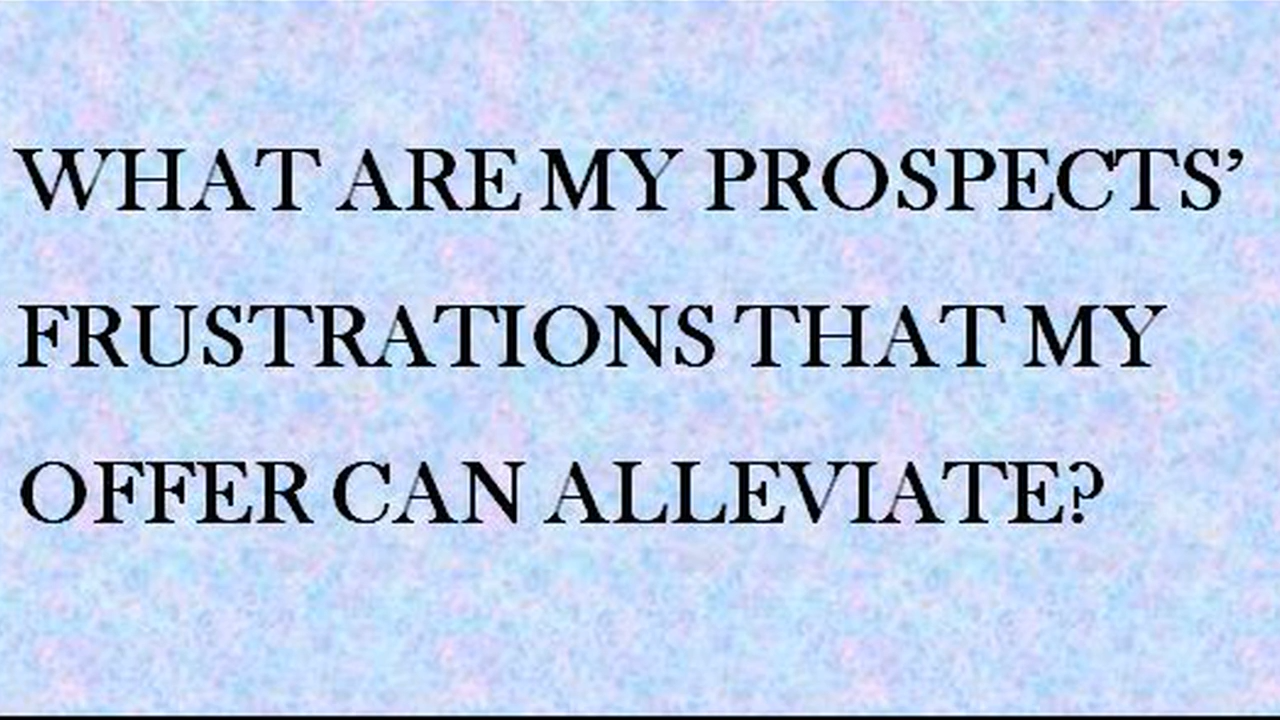 WHAT ARE MY PROSPECTS’
FRUSTRATIONS THAT MY
OFFER CAN ALLEVIATE?